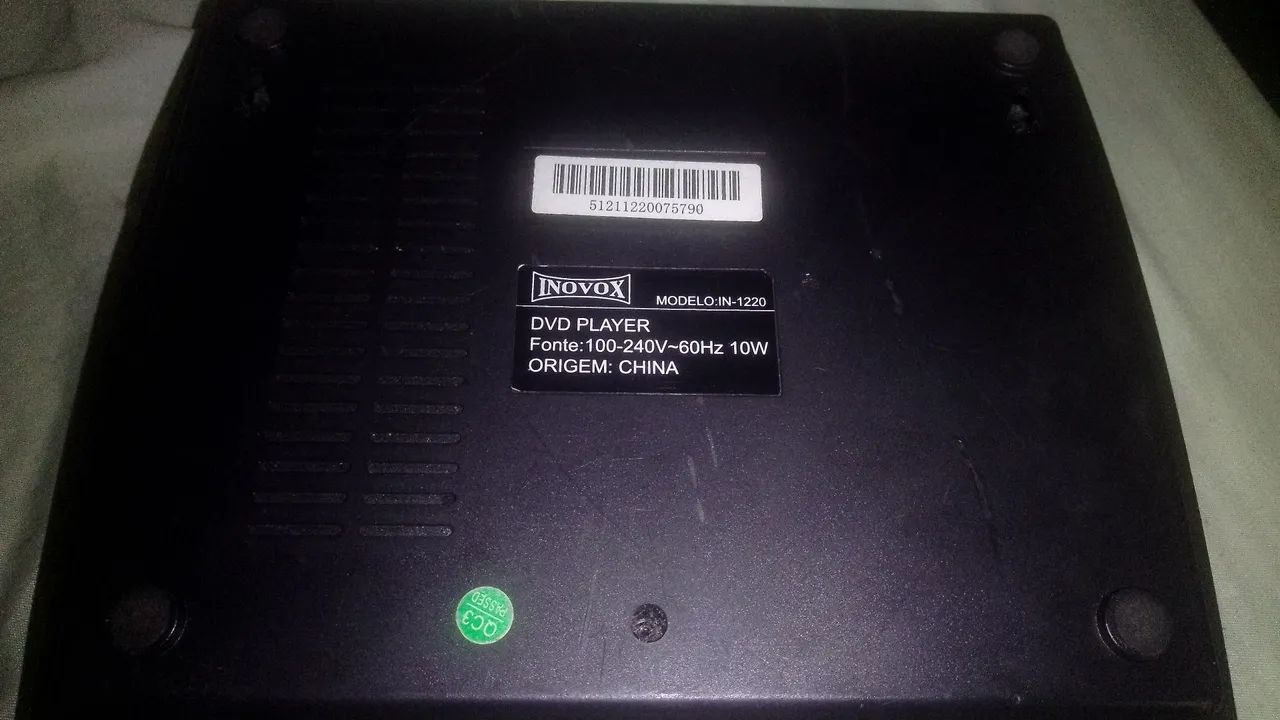 51211220075790
INOVOX
MODELO:IN-1220
DVD PLAYER
Fonte:100-240V~60Hz 10W
ORIGEM: CHINA
QC3
PASSED